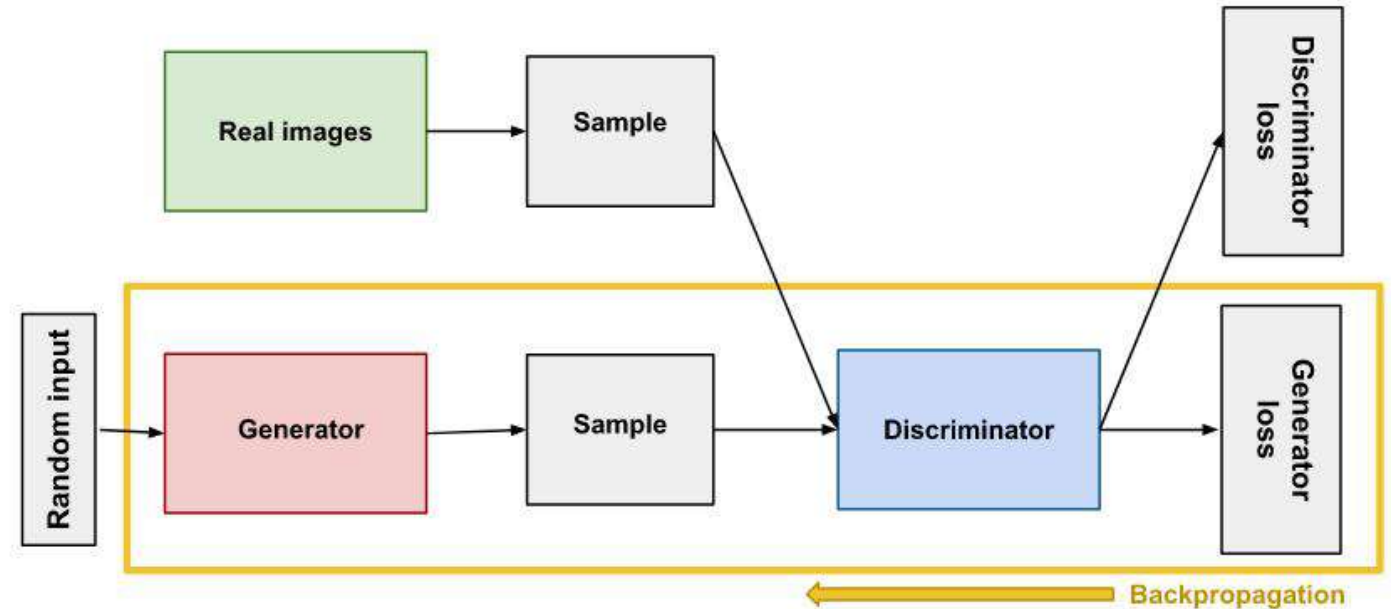 Real images
Sample
Discriminator
loss
Random input
Generator
Sample
Discriminator
Generator
loss
Backpropagation